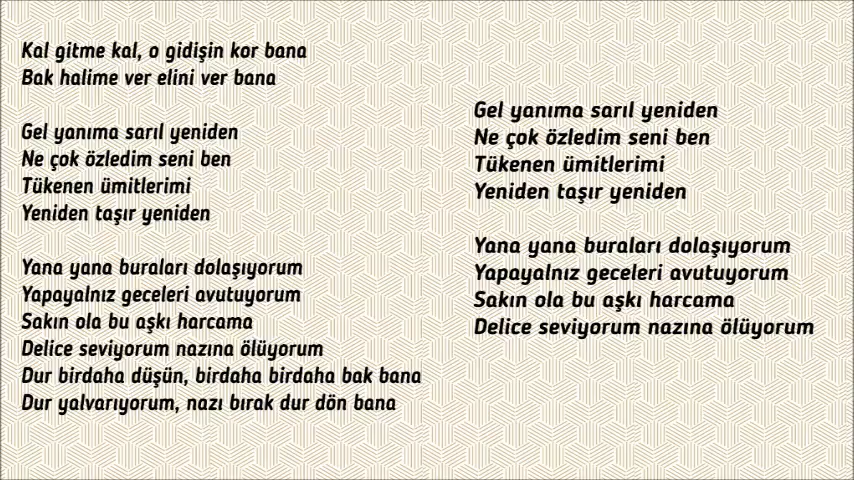 Kal gitme kal, o gidişin kor bana
Bak halime ver elini ver bana
Gel yanıma sarıl yeniden
Ne çok özledim seni ben
Tükenen ümitlerimi
Yeniden taşır yeniden
Yana yana buraları dolaşıyorum
Yapayalnız geceleri avutuyorum
Sakın ola bu aşkı harcama
Delice seviyorum nazına ölüyorum
Dur birdaha düşün, birdaha birdaha bak bana
Dur yalvarıyorum, nazı bırak dur dön bana
Gel yanıma sarıl yeniden
Ne çok özledim seni ben
Tükenen ümitlerimi
Yeniden taşır yeniden
Yana yana buraları dolaşıyorum
Yapayalnız geceleri avutuyorum
Sakın ola bu aşkı harcama
Delice seviyorum nazına ölüyorum